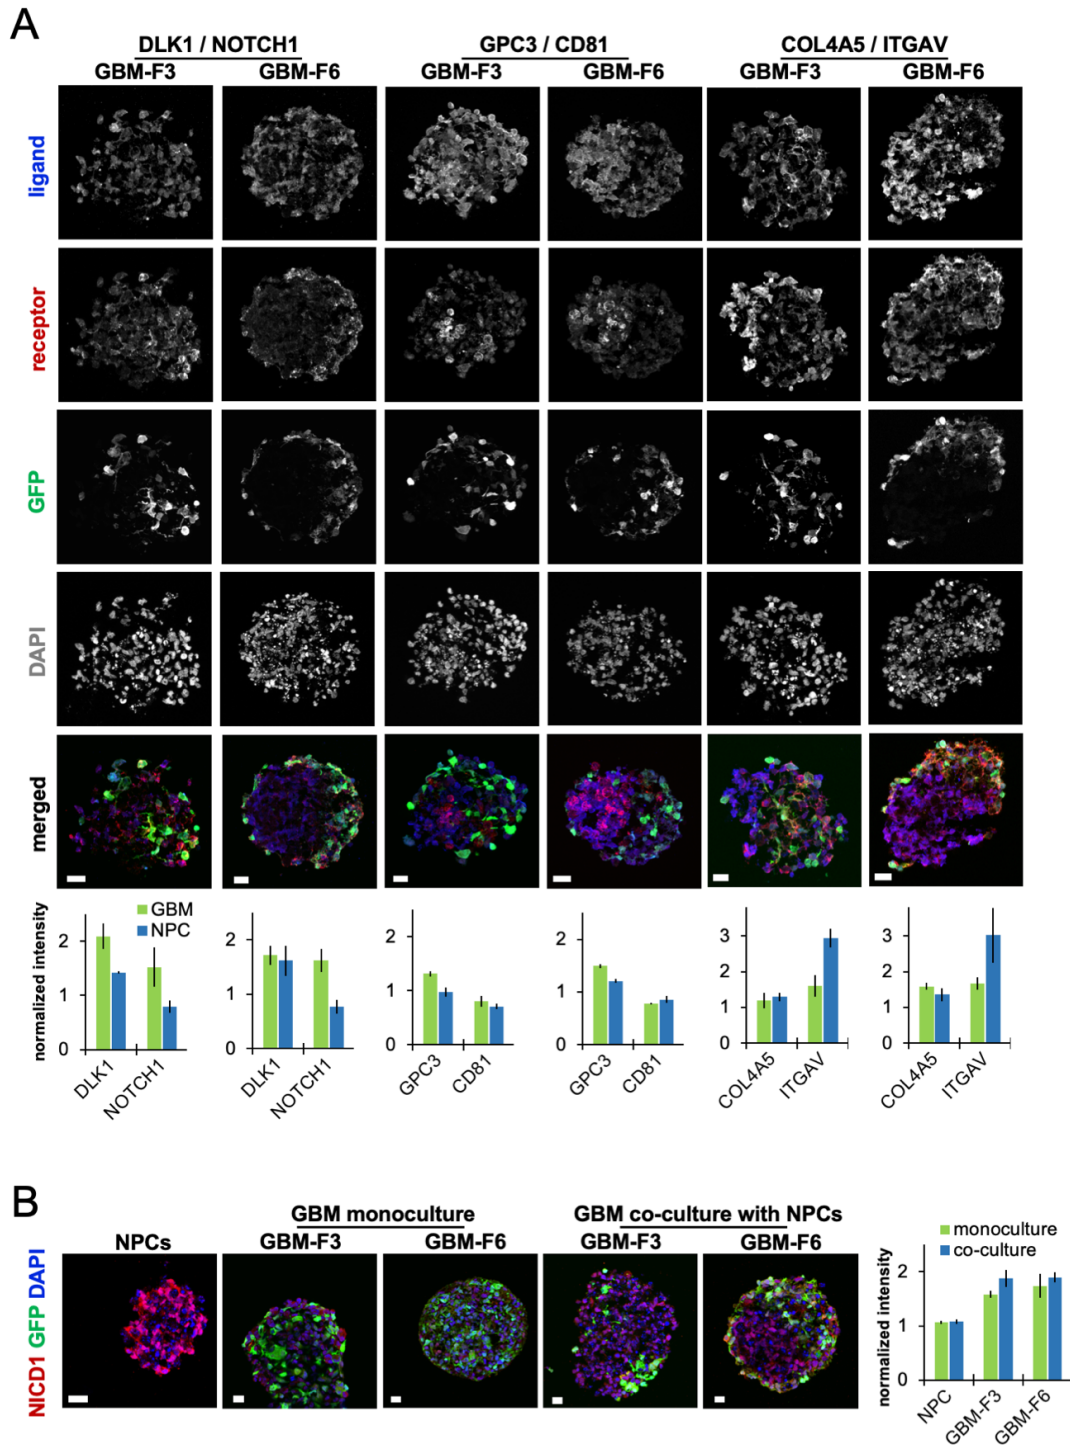 A
DLK1 / NOTCH1 GPC3 / CD81 COL4A5 / ITGAV
GBM-F3 GBM-F6 GBM-F3 GBM-F6 GBM-F3 GBM-F6
ligand
receptor
GFP
DAPI
merged
normalized intensity
GBM
NPC
2
1
0
DLK1
NOTCH1
2
1
0
DLK1
NOTCH1
2
1
0
GPC3
CD81
2
1
0
GPC3
CD81
3
2
1
0
COL4A5
ITGAV
3
2
1
0
COL4A5
ITGAV
B
GBM monoculture GBM co-culture with NPCs
NPCs GBM-F3 GBM-F6 GBM-F3 GBM-F6
NICD1 GFP DAPI
monoculture
co-culture
normalized intensity
2
1
0
NPC
GBM-F3
GBM-F6